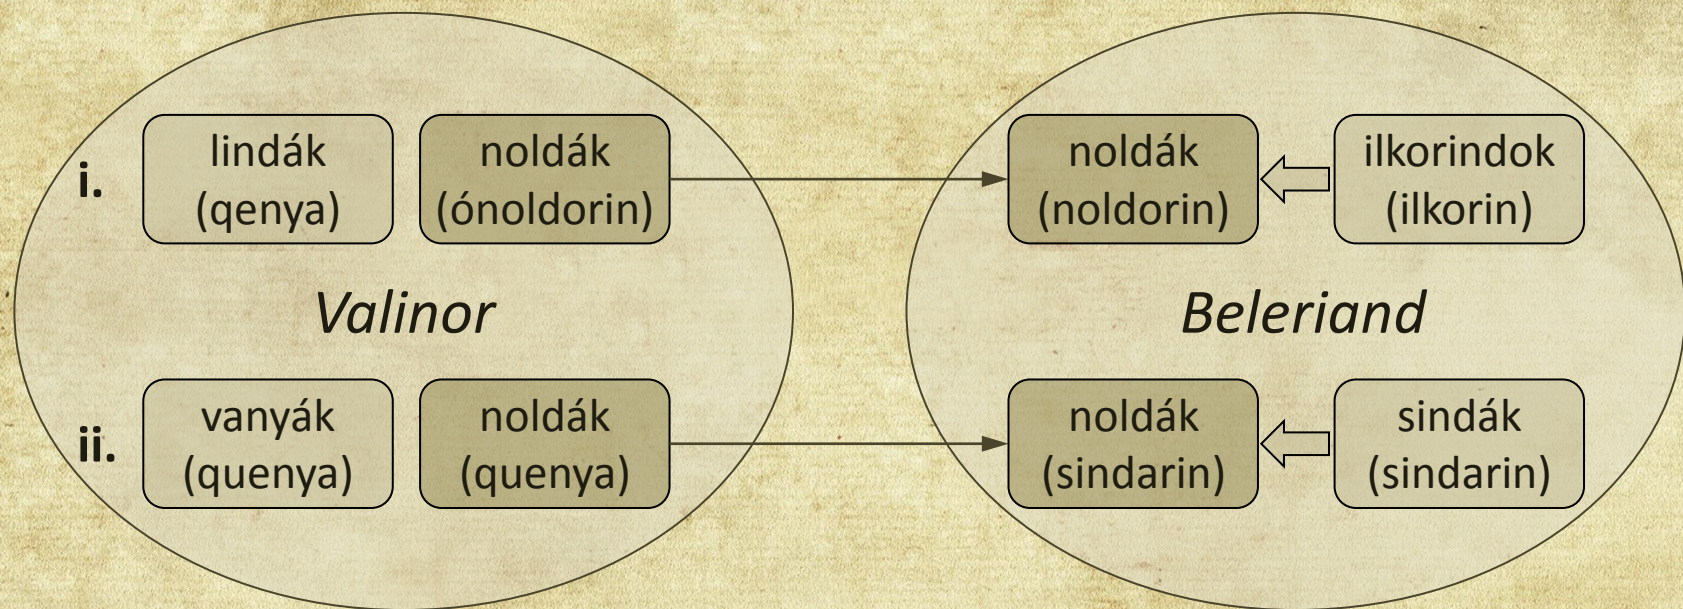 i.
lindák
(qenya)
noldák
(ónoldorin)
noldák
(noldorin)
ilkorindok
(ilkorin)
Valinor
Beleriand
ii.
vanyák
(quenya)
noldák
(quenya)
noldák
(sindarin)
sindák
(sindarin)